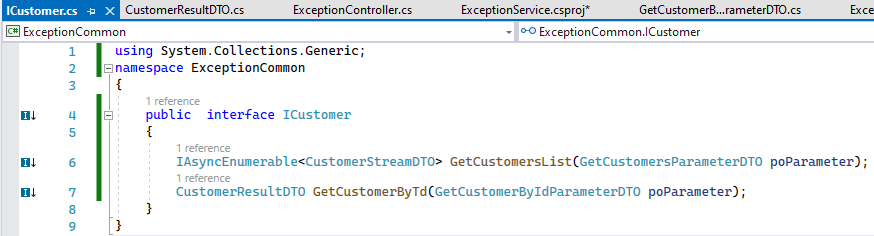 ICustomer.cs CustomerResultDTO.cs ExceptionController.cs ExceptionService.csproj* GetCustomerB...rameterDTO.cs Exce
C# ExceptionCommon ExceptionCommon.ICustomer
1 using System.Collections.Generic;
2 namespace ExceptionCommon
3 {
1 reference
4 public interface ICustomer
5 {
1 reference
6 IAsyncEnumerable<CustomerStreamDTO> GetCustomersList(GetCustomersParameterDTO poParameter);
1 reference
7 CustomerResultDTO GetCustomerByTd(GetCustomerByIdParameterDTO poParameter);
8 }
9 }